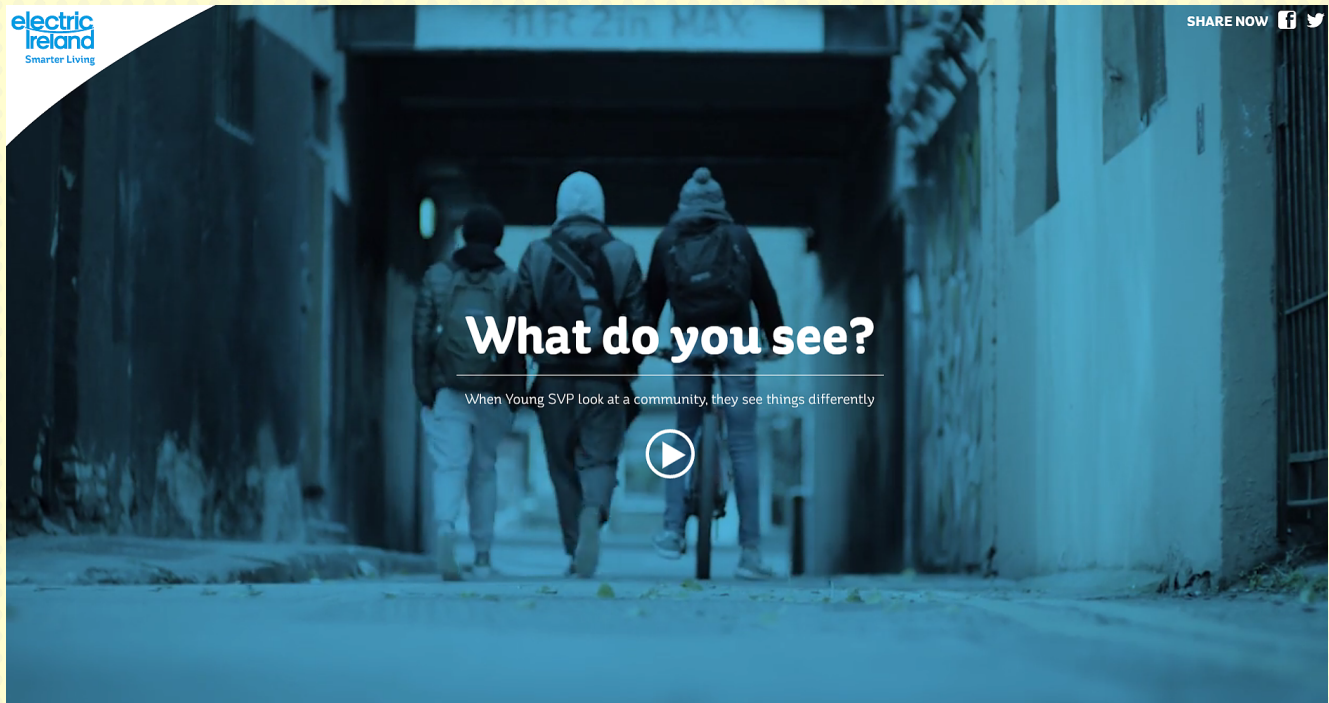 electric
Ireland
Smarter Living
SHARE NOW
What do you see?
When Young SVP look at a community, they see things differently